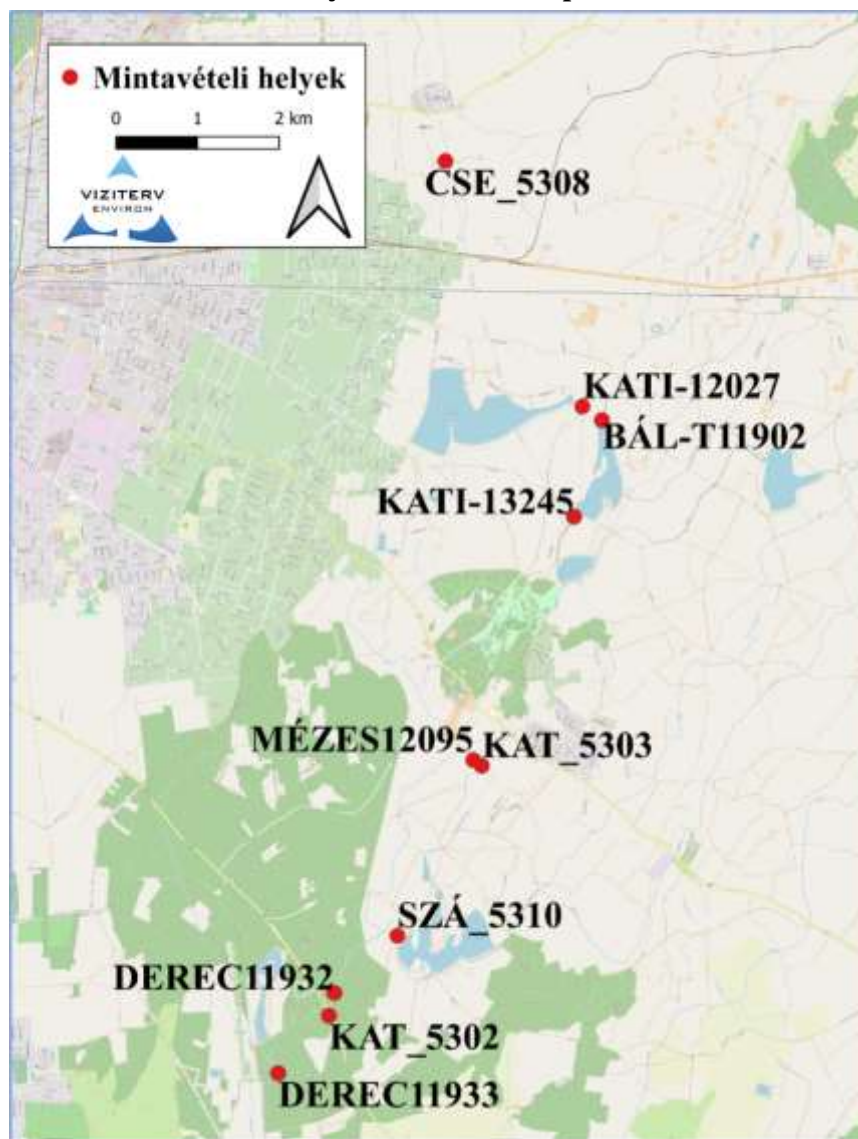 Mintavételi helyek
0 1 2 km
VIZITERV
ENVIRON
CSE_5308
KATI-12027
BÁL-T11902
KATI-13245
MÉZES12095 KAT_5303
SZÁ_5310
DEREC11932
KAT_5302
DEREC11933